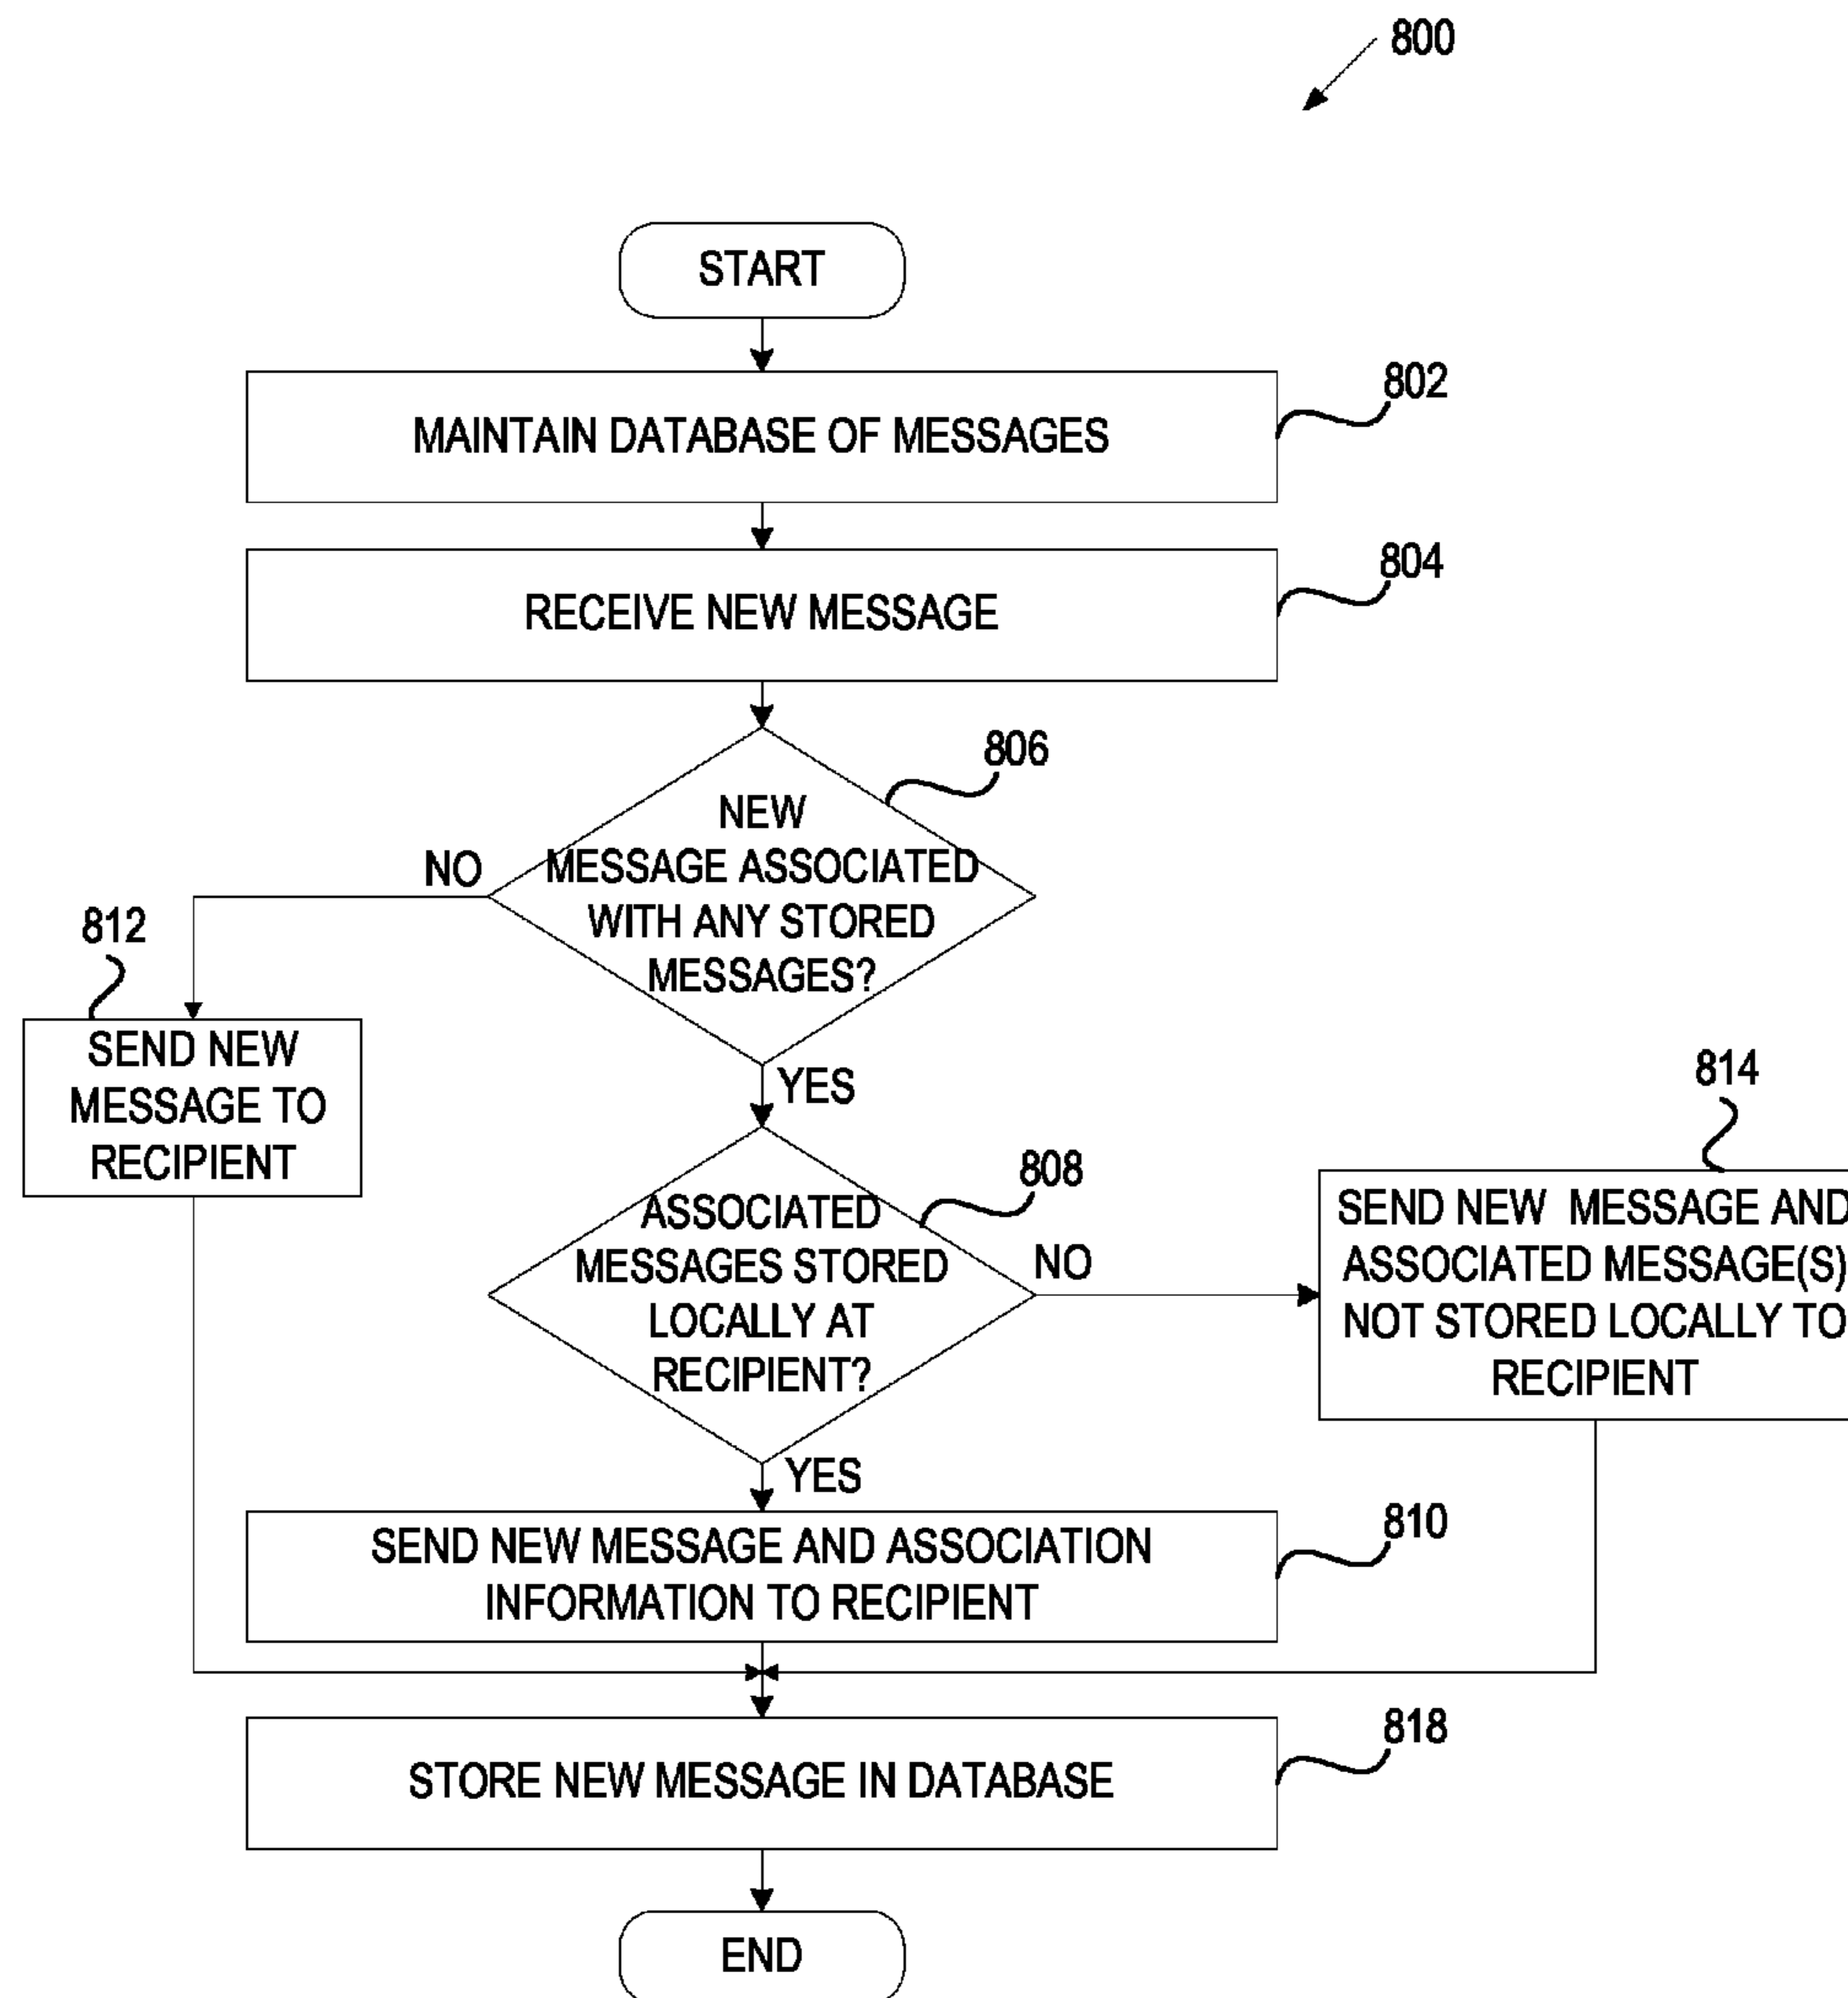 800
START
MAINTAIN DATABASE OF MESSAGES
802
RECEIVE NEW MESSAGE
804
806
NEW
MESSAGE ASSOCIATED
WITH ANY STORED
MESSAGES?
NO
812
SEND NEW
MESSAGE TO
RECIPIENT
YES
808
ASSOCIATED
MESSAGES STORED
LOCALLY AT
RECIPIENT?
NO
814
SEND NEW MESSAGE AND
ASSOCIATED MESSAGE(S)
NOT STORED LOCALLY TO
RECIPIENT
YES
SEND NEW MESSAGE AND ASSOCIATION
INFORMATION TO RECIPIENT
810
STORE NEW MESSAGE IN DATABASE
818
END